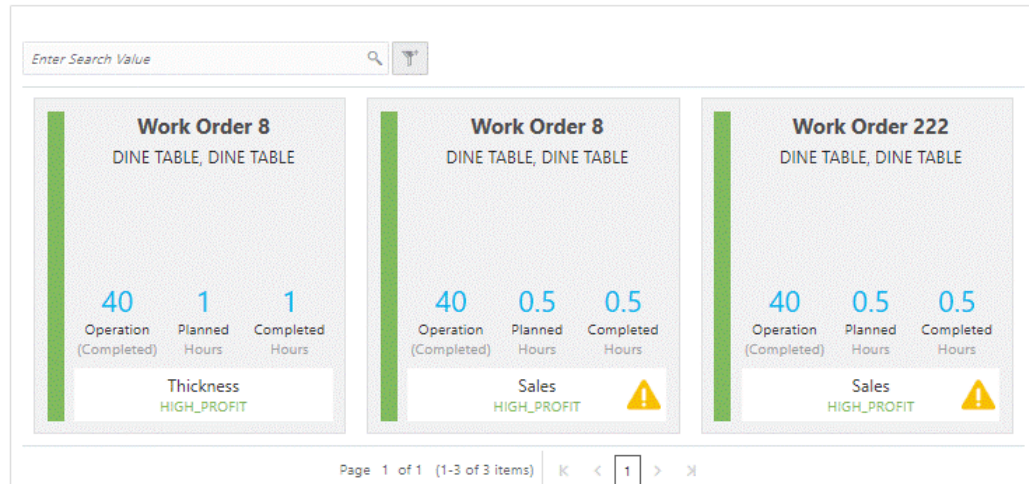 Enter Search Value
Work Order 8
DINE TABLE, DINE TABLE
40 1 1
Operation Planned Completed
(Completed) Hours Hours
Thickness
HIGH_PROFIT
Work Order 8
DINE TABLE, DINE TABLE
40 0.5 0.5
Operation Planned Completed
(Completed) Hours Hours
Sales
HIGH_PROFIT
Work Order 222
DINE TABLE, DINE TABLE
40 0.5 0.5
Operation Planned Completed
(Completed) Hours Hours
Sales
HIGH_PROFIT
Page 1 of 1 (1-3 of 3 items) 1